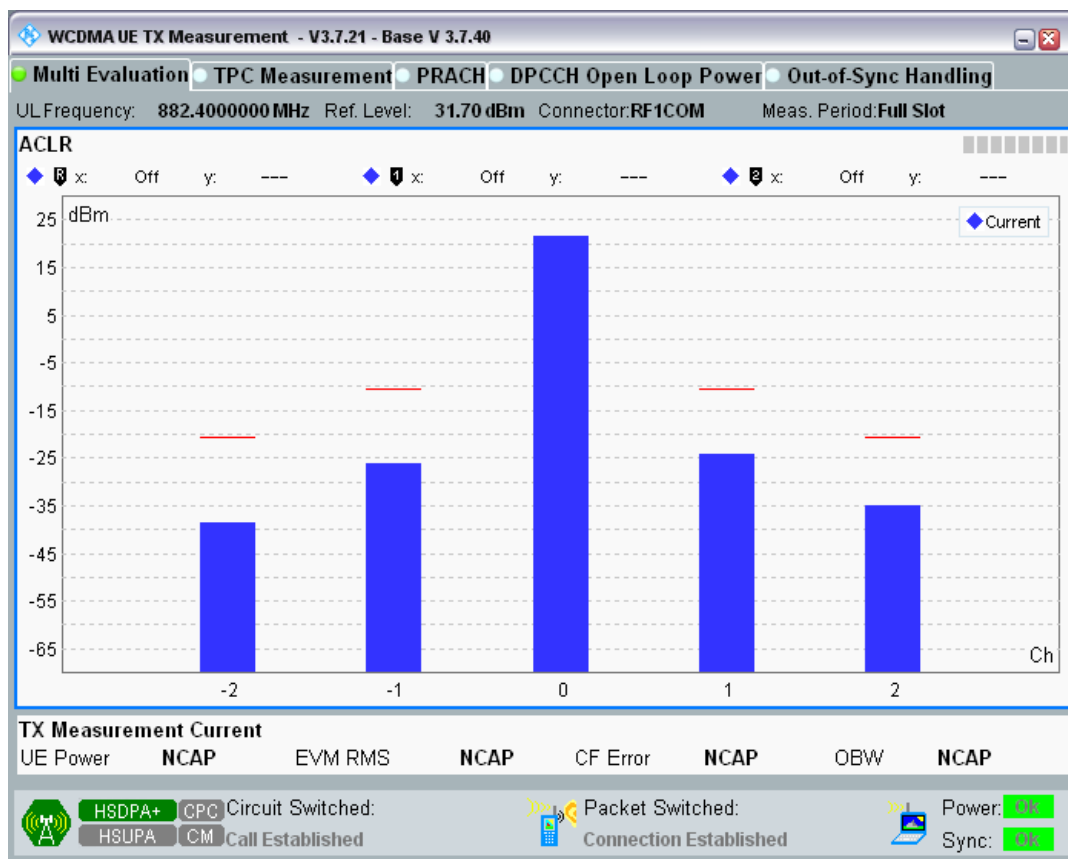 WCDMA UE TX Measurement - V3.7.21 - Base V 3.7.40
Multi Evaluation TPC Measurement PRACH DPCCH Open Loop Power Out-of-Sync Handling
UL Frequency: 882.4000000 MHz Ref. Level: 31.70 dBm Connector:RF1COM Meas. Period:Full Slot
ACLR
R x: Off y: --- 1 x: Off y: --- 2 x: Off y: ---
dBm
Current
25
15
5
-5
-15
-25
-35
-45
-55
-65
Ch
-2 -1 0 1 2
TX Measurement Current
UE Power NCAP EVM RMS NCAP CF Error NCAP OBW NCAP
HSDPA+ CPC Circuit Switched: Packet Switched: Power: Ok
HSUPA CM Call Established Connection Established Sync: Ok